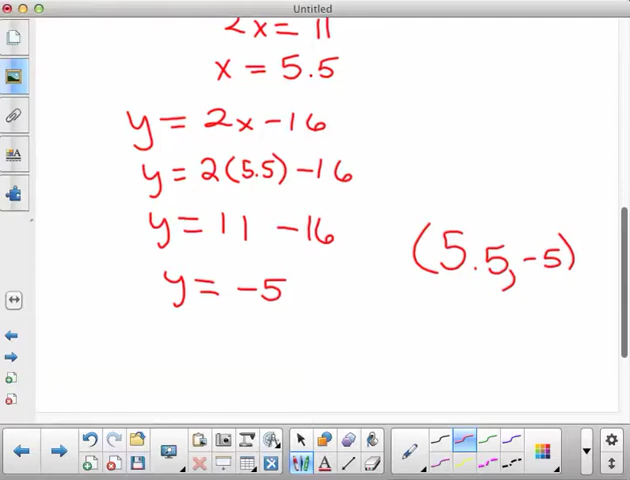 Untitled
2x = 11
x = 5.5
y = 2x - 16
y = 2(5.5) - 16
y = 11 - 16
y = -5
(5.5, -5)